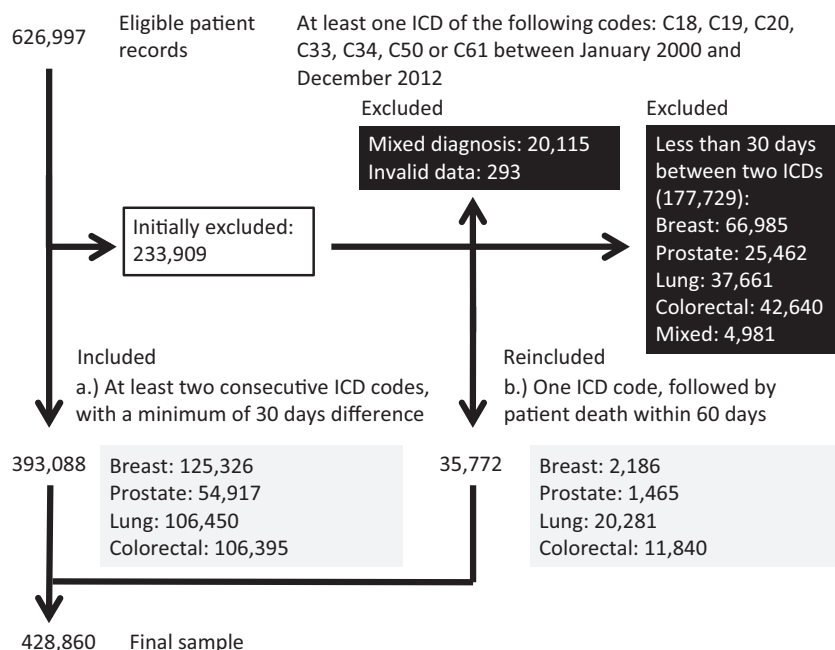 626,997
Eligible patient
records
At least one ICD of the following codes: C18, C19, C20,
C33, C34, C50 or C61 between January 2000 and
December 2012
Excluded
Mixed diagnosis: 20,115
Invalid data: 293
Excluded
Less than 30 days
between two ICDs
(177,729):
Breast: 66,985
Prostate: 25,462
Lung: 37,661
Colorectal: 42,640
Mixed: 4,981
Initially excluded:
233,909
Included
a.) At least two consecutive ICD codes,
with a minimum of 30 days difference
Reincluded
b.) One ICD code, followed by
patient death within 60 days
393,088
Breast: 125,326
Prostate: 54,917
Lung: 106,450
Colorectal: 106,395
35,772
Breast: 2,186
Prostate: 1,465
Lung: 20,281
Colorectal: 11,840
428,860
Final sample